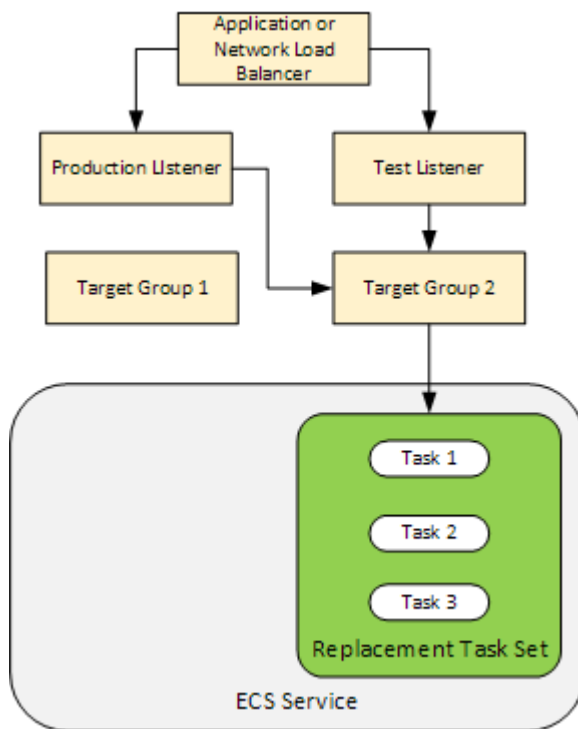 Application or
Network Load
Balancer
Production Listener
Test Listener
Target Group 1
Target Group 2
Task 1
Task 2
Task 3
Replacement Task Set
ECS Service